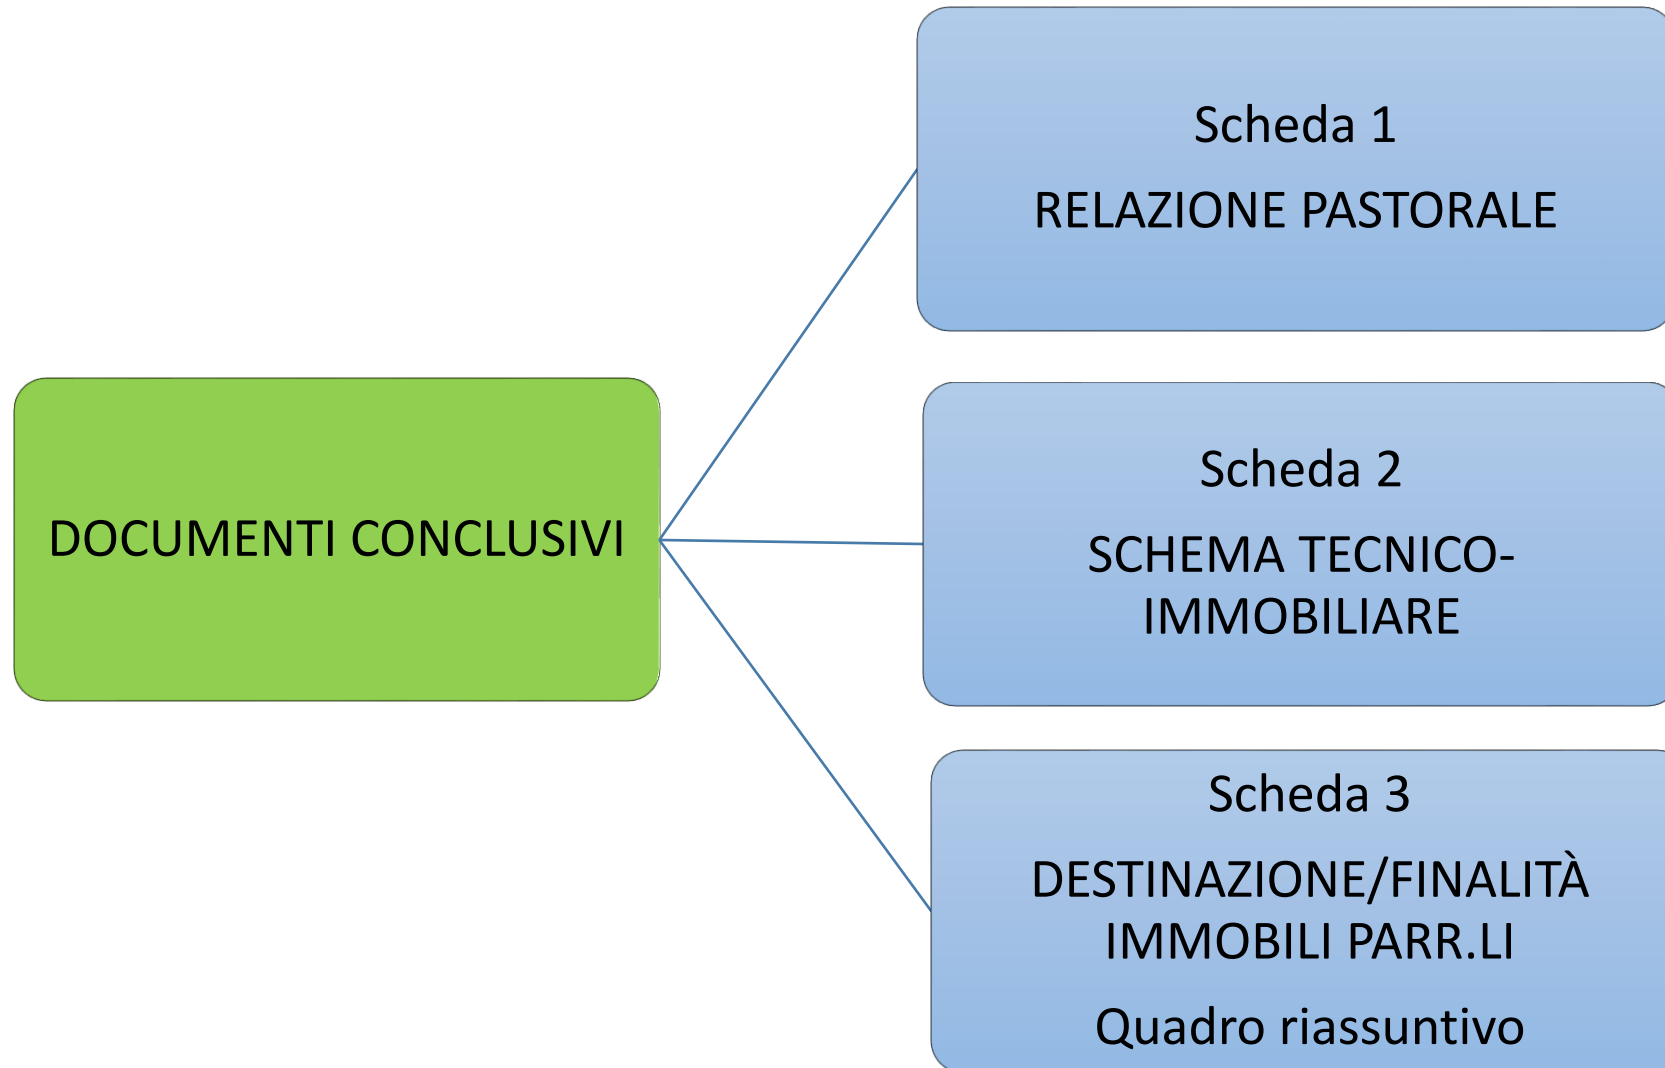 DOCUMENTI CONCLUSIVI
Scheda 1
RELAZIONE PASTORALE
Scheda 2
SCHEMA TECNICO-
IMMOBILIARE
Scheda 3
DESTINAZIONE/FINALITÀ
IMMOBILI PARR.LI
Quadro riassuntivo